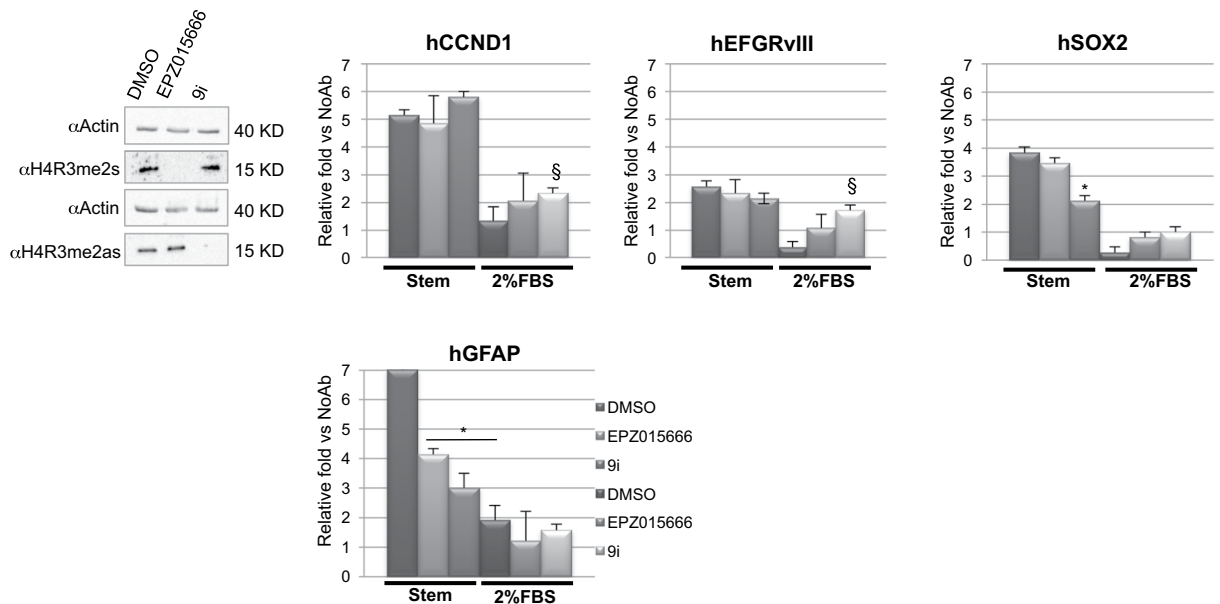 DMSO
EPZ015666
9i
αActin 40 KD
αH4R3me2s 15 KD
αActin 40 KD
αH4R3me2as 15 KD
hCCND1
Relative fold vs NoAb
7
6
5
4
3
2
1
0
§
Stem 2%FBS
hEFGRvIII
Relative fold vs NoAb
7
6
5
4
3
2
1
0
§
Stem 2%FBS
hSOX2
Relative fold vs NoAb
7
6
5
4
3
2
1
0
*
Stem 2%FBS
hGFAP
Relative fold vs NoAb
7
6
5
4
3
2
1
0
*
Stem 2%FBS
DMSO
EPZ015666
9i
DMSO
EPZ015666
9i